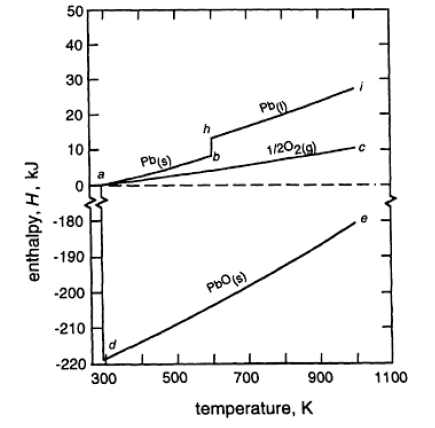 50
40
30
20
10
0
-180
-190
-200
-210
-220
enthalpy, H, kJ
a
Pb(s)
h
b
Pb(l)
i
1/2O2(g)
c
e
PbO(s)
d
300 500 700 900 1100
temperature, K